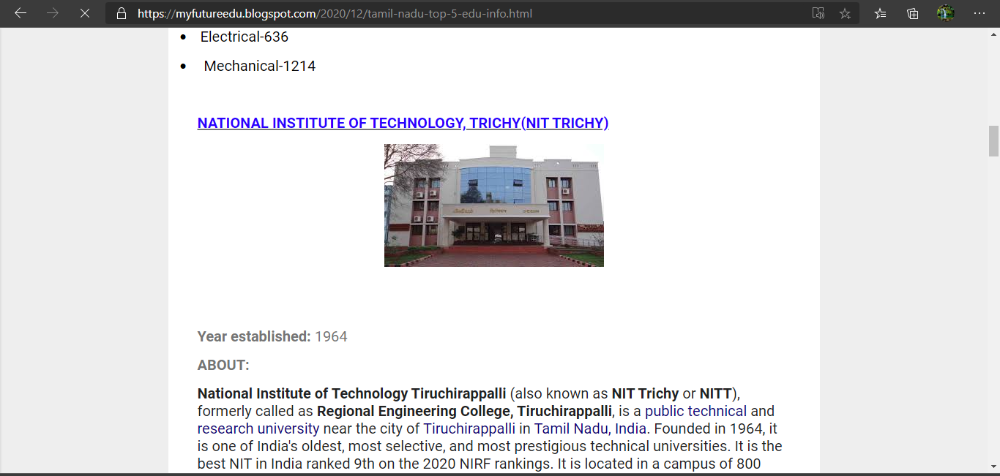 https://myfutureedu.blogspot.com/2020/12/tamil-nadu-top-5-edu-info.html
Electrical-636
Mechanical-1214
NATIONAL INSTITUTE OF TECHNOLOGY, TRICHY(NIT TRICHY)
Year established: 1964
ABOUT:
National Institute of Technology Tiruchirappalli (also known as NIT Trichy or NITT),
formerly called as Regional Engineering College, Tiruchirappalli, is a public technical and
research university near the city of Tiruchirappalli in Tamil Nadu, India. Founded in 1964, it
is one of India's oldest, most selective, and most prestigious technical universities. It is the
best NIT in India ranked 9th on the 2020 NIRF rankings. It is located in a campus of 800